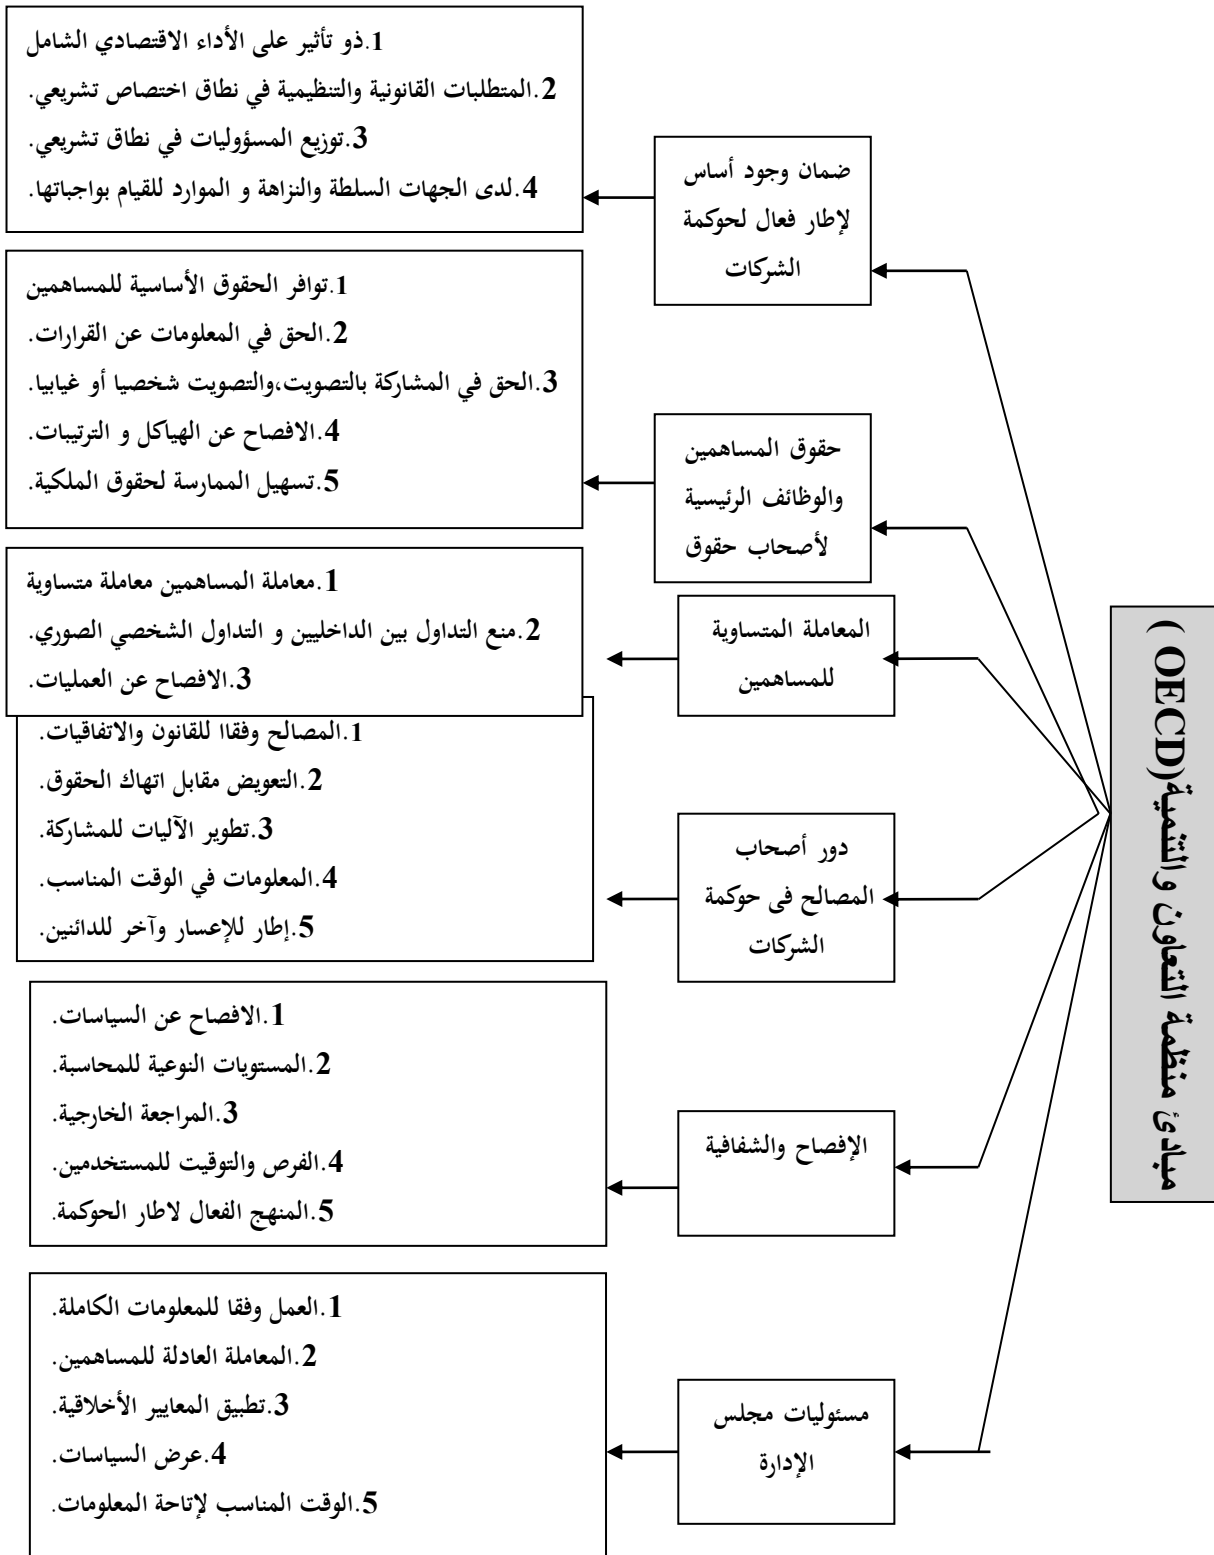 مبادئ منظمة التعاون والتنمية(OECD )
ضمان وجود أساس
لإطار فعال لحوكمة
الشركات
1.ذو تأثير على الأداء الاقتصادي الشامل
2.المتطلبات القانونية والتنظيمية في نطاق اختصاص تشريعي.
3.توزيع المسؤوليات في نطاق تشريعي.
4.لدى الجهات السلطة والنزاهة و الموارد للقيام بواجباتها.
حقوق المساهمين
والوظائف الرئيسية
لأصحاب حقوق
1.توافر الحقوق الأساسية للمساهمين
2.الحق في المعلومات عن القرارات.
3.الحق في المشاركة بالتصويت،والتصويت شخصيا أو غيابيا.
4.الافصاح عن الهياكل و الترتيبات.
5.تسهيل الممارسة لحقوق الملكية.
المعاملة المتساوية
للمساهمين
1.معاملة المساهمين معاملة متساوية
2.منع التداول بين الداخليين و التداول الشخصي الصوري.
3.الافصاح عن العمليات.
دور أصحاب
المصالح فى حوكمة
الشركات
1.المصالح وفقاا للقانون والاتفاقيات.
2.التعويض مقابل اتهاك الحقوق.
3.تطوير الآليات للمشاركة.
4.المعلومات في الوقت المناسب.
5.إطار للإعسار وآخر للدائنين.
الإفصاح والشفافية
1.الافصاح عن السياسات.
2.المستويات النوعية للمحاسبة.
3.المراجعة الخارجية.
4.الفرص والتوقيت للمستخدمين.
5.المنهج الفعال لاطار الحوكمة.
مسئوليات مجلس
الإدارة
1.العمل وفقا للمعلومات الكاملة.
2.المعاملة العادلة للمساهمين.
3.تطبيق المعايير الأخلاقية.
4.عرض السياسات.
5.الوقت المناسب لإتاحة المعلومات.